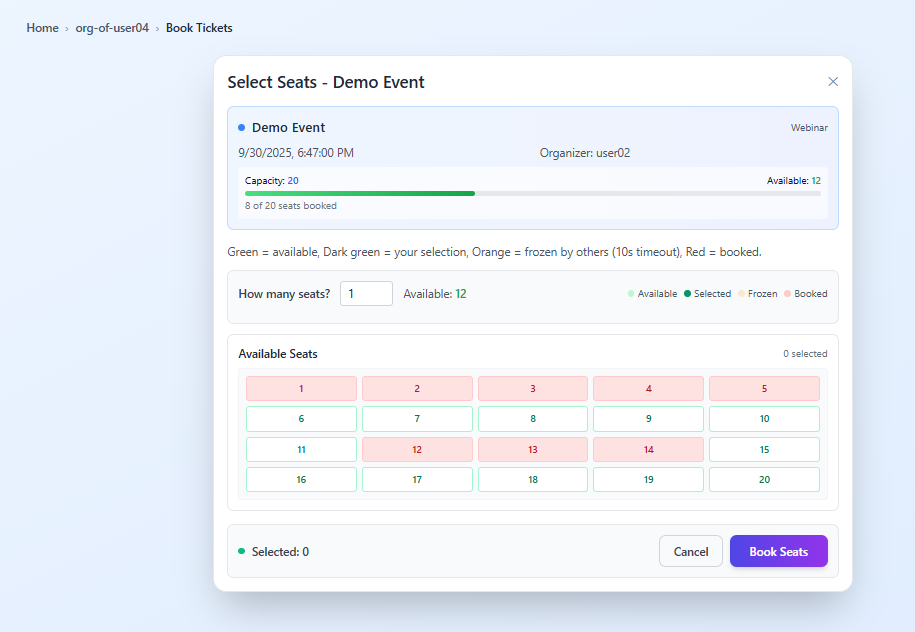 Home › org-of-user04 › Book Tickets
Select Seats - Demo Event ×
Demo Event Webinar
9/30/2025, 6:47:00 PM Organizer: user02
Capacity: 20 Available: 12
8 of 20 seats booked
Green = available, Dark green = your selection, Orange = frozen by others (10s timeout), Red = booked.
How many seats? 1 Available: 12 Available Selected Frozen Booked
Available Seats 0 selected
1 2 3 4 5
6 7 8 9 10
11 12 13 14 15
16 17 18 19 20
Selected: 0 Cancel Book Seats